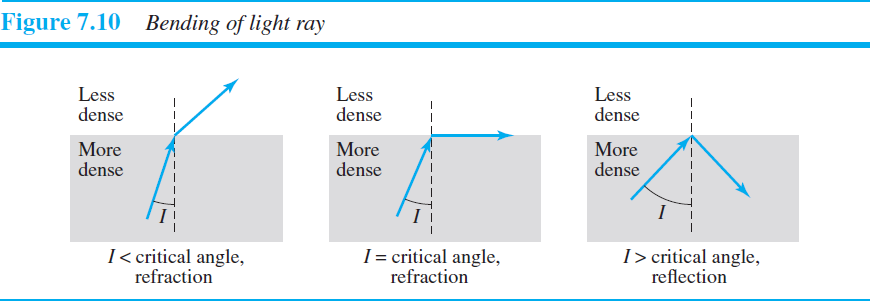 Figure 7.10 Bending of light ray
Less
dense
More
dense
I
I < critical angle,
refraction
Less
dense
More
dense
I
I = critical angle,
refraction
Less
dense
More
dense
I
I > critical angle,
reflection